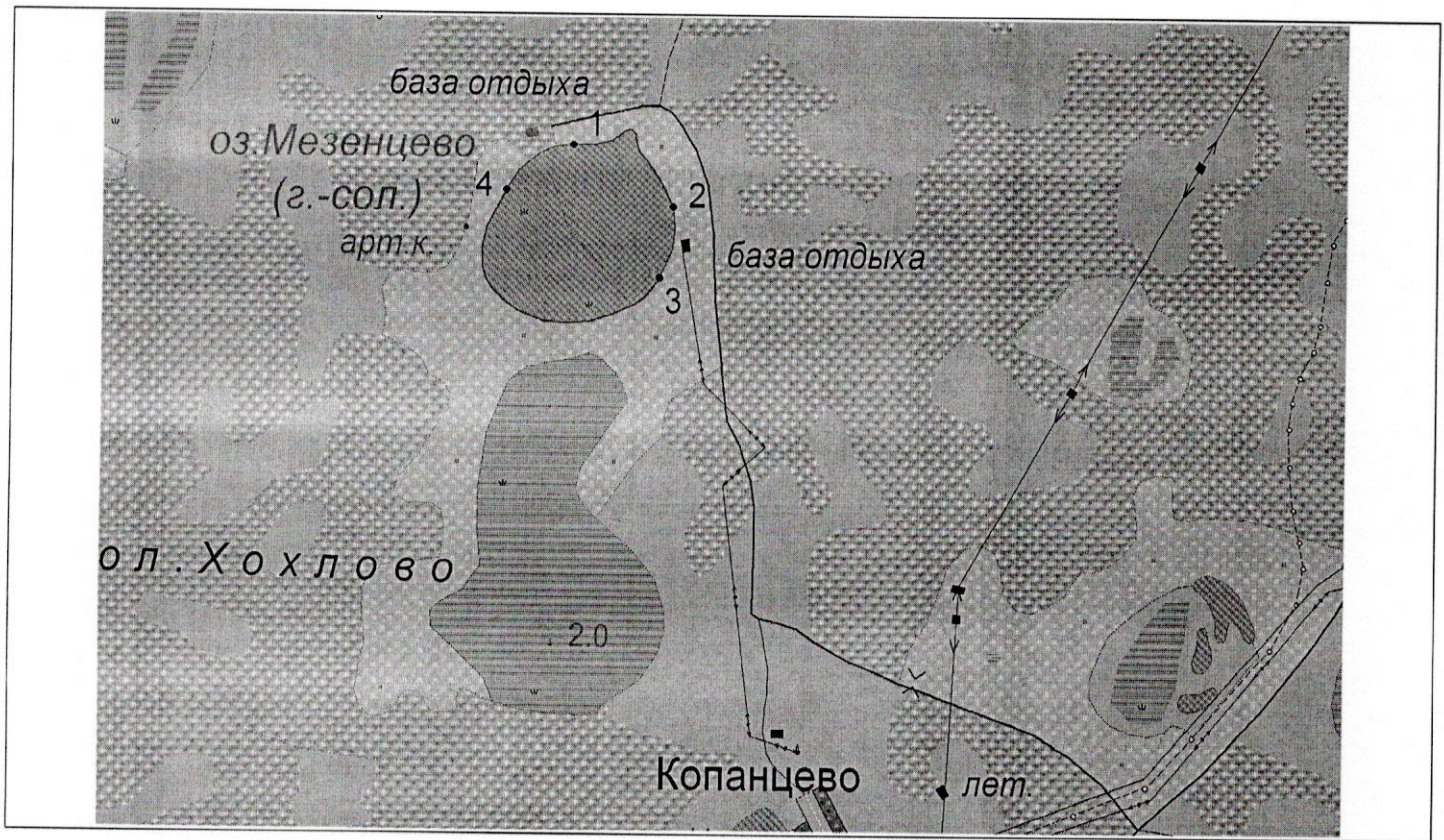 база отдыха
1
оз.Мезенцево
(г.-сол.)
4
2
арт.к.
база отдыха
3
ол. Хохлово
2.0
Копанцево
лет.